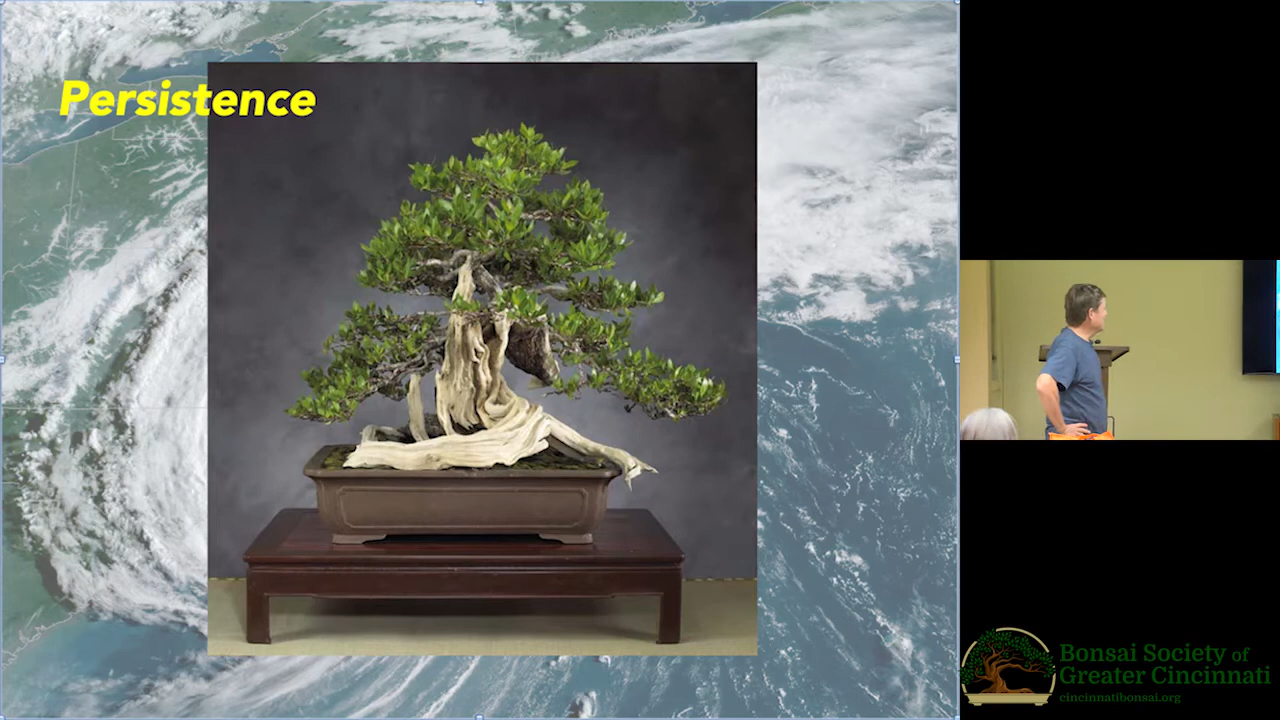 Persistence
Bonsai Society of
Greater Cincinnati
cincinnatibonsai.org